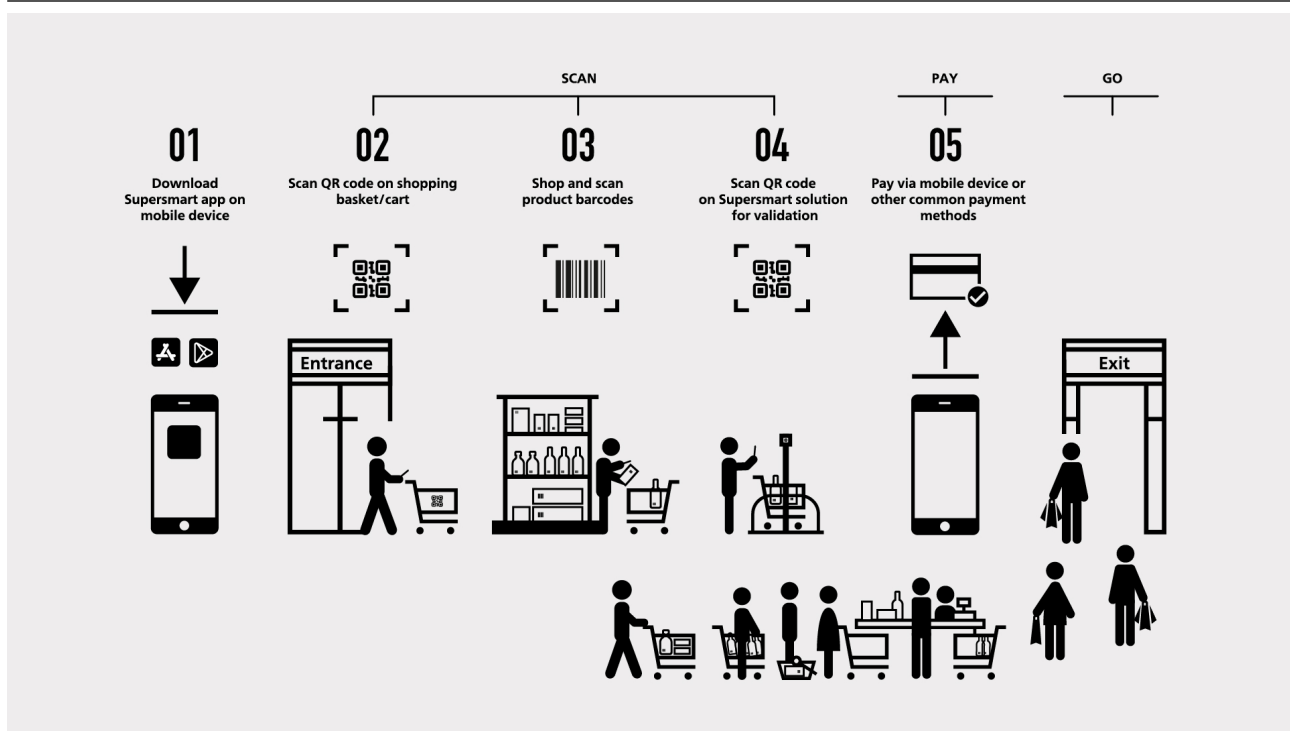 SCAN
PAY
GO
01
02
03
04
05
Download
Supersmart app on
mobile device
Scan QR code on shopping
basket/cart
Shop and scan
product barcodes
Scan QR code
on Supersmart solution
for validation
Pay via mobile device or
other common payment
methods
Entrance
Exit